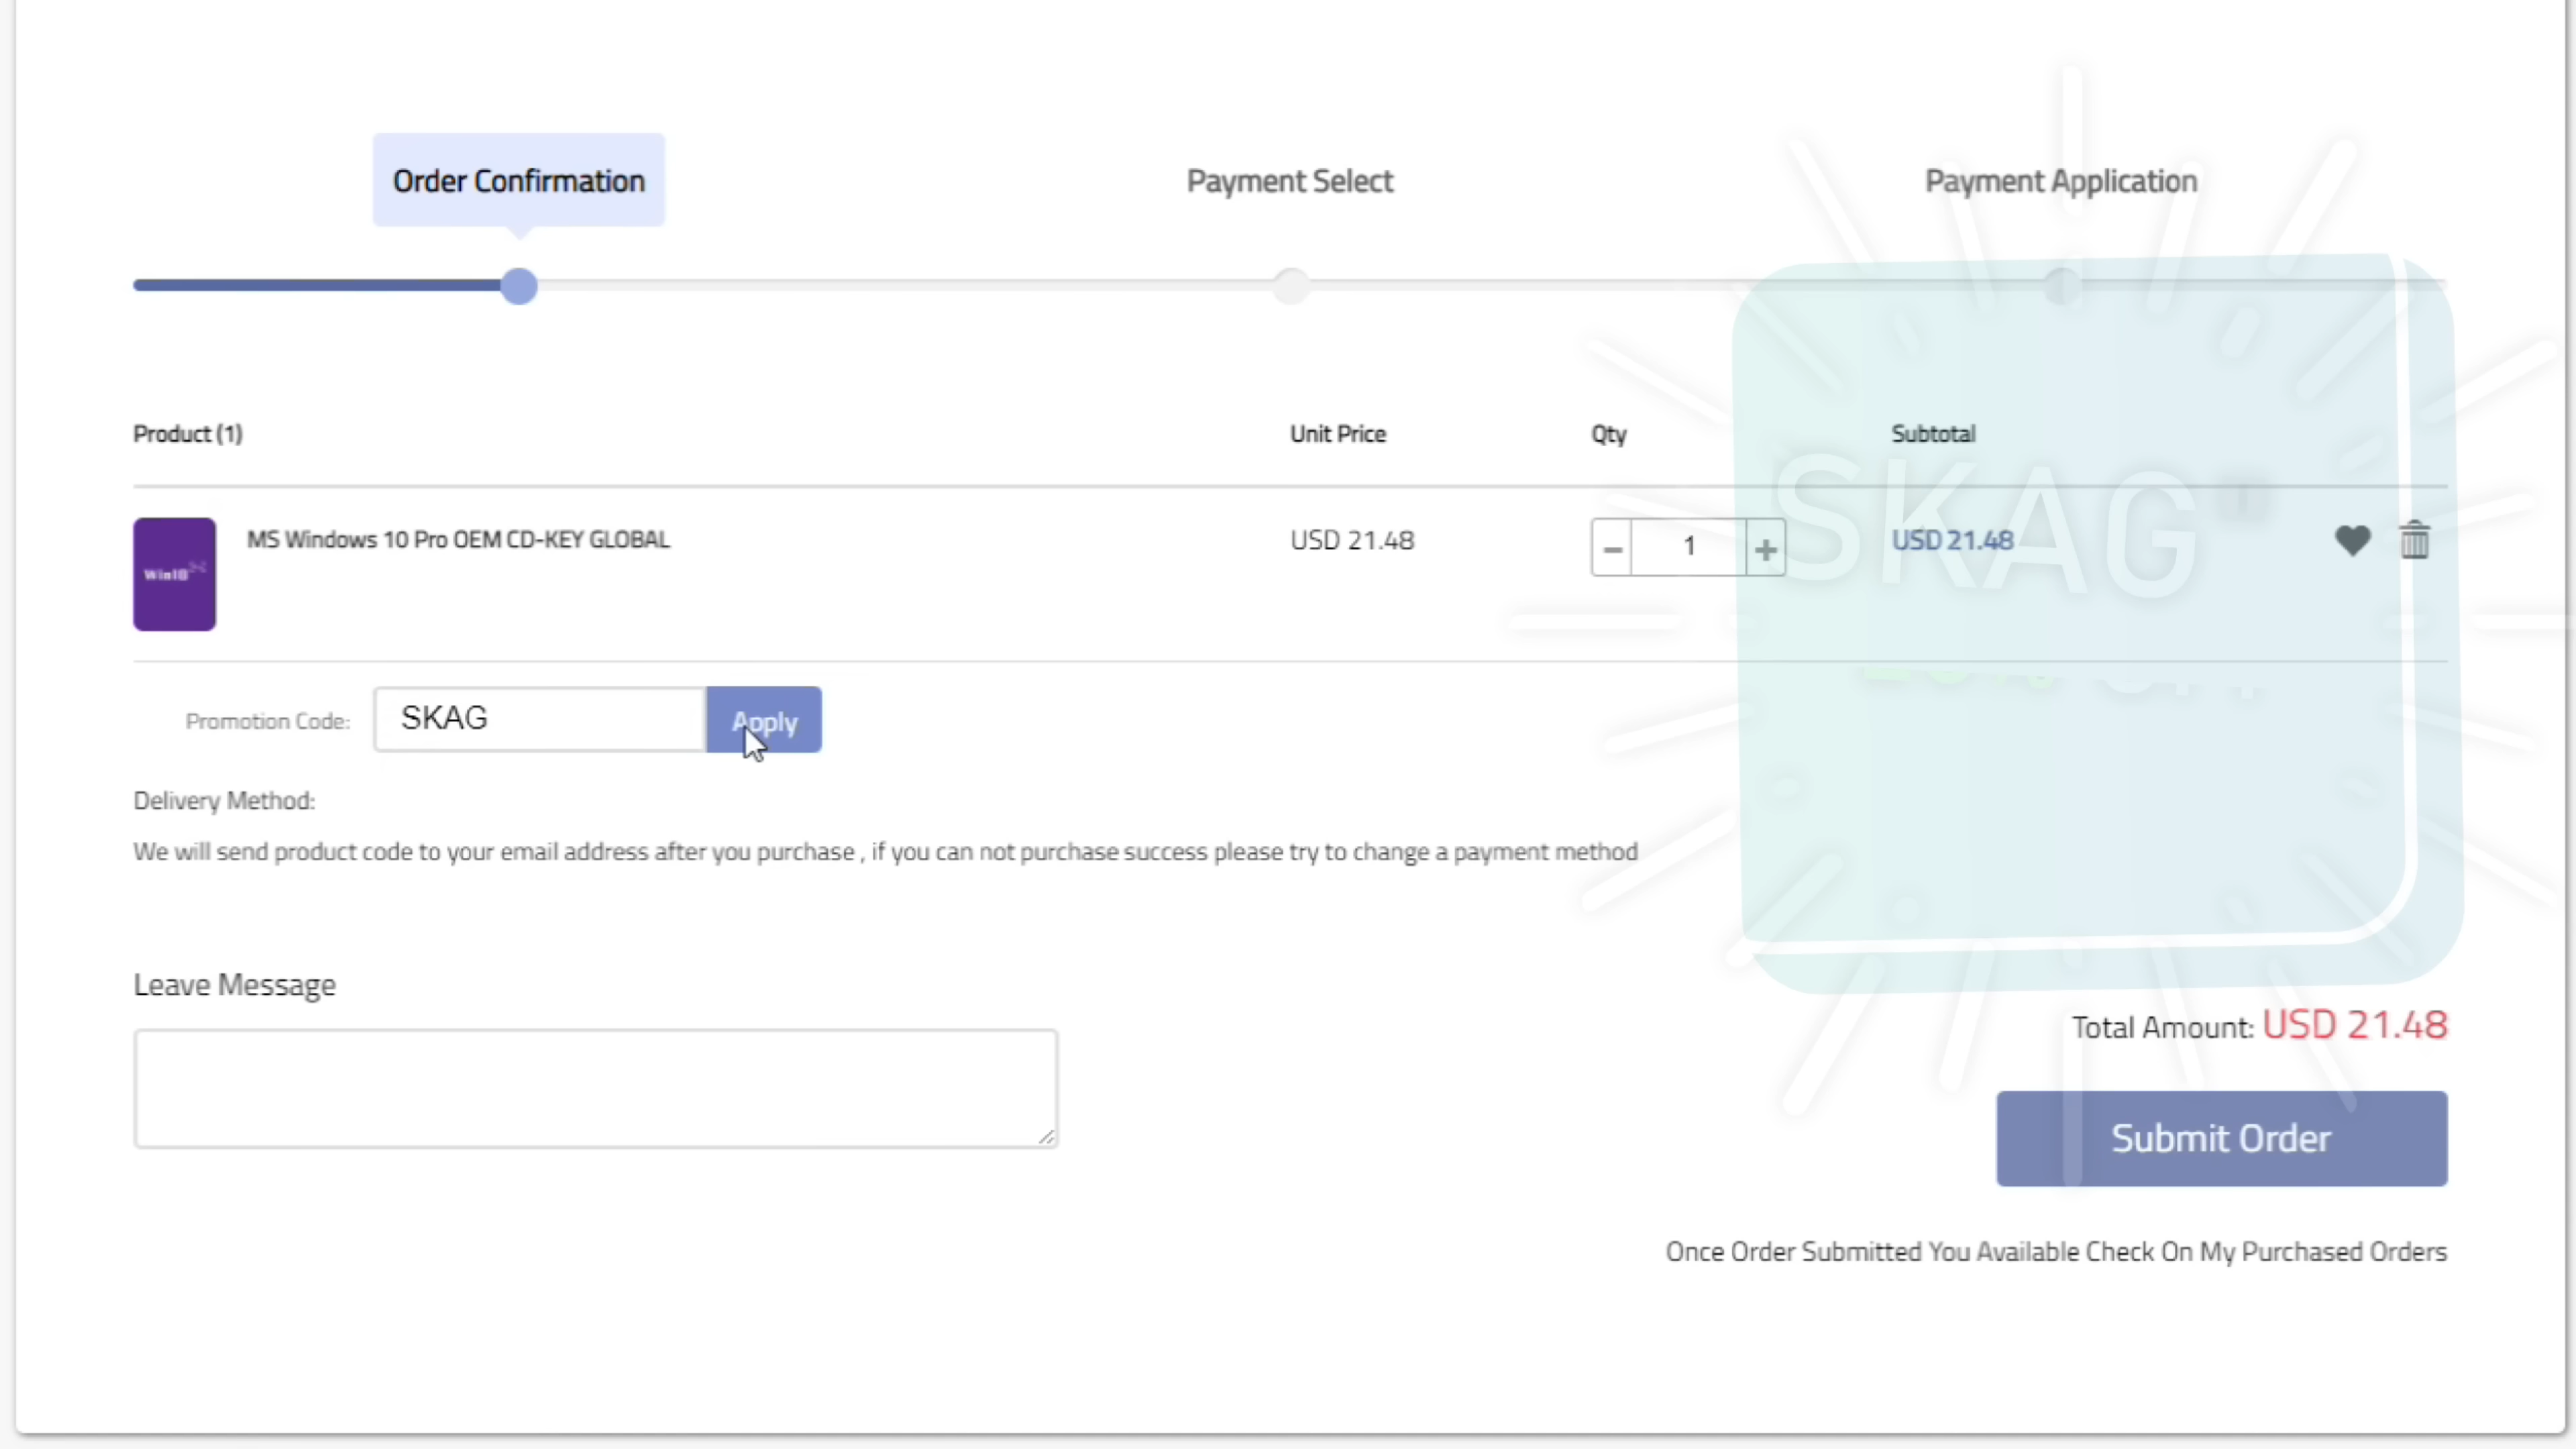 Order Confirmation
Payment Select
Payment Application
Product (1)
Unit Price
Qty
Subtotal
MS Windows 10 Pro OEM CD-KEY GLOBAL
USD 21.48
1
USD 21.48
Win10
SKAG
Promotion Code:
SKAG
Apply
Delivery Method:
We will send product code to your email address after you purchase , if you can not purchase success please try to change a payment method
Leave Message
Total Amount: USD 21.48
Submit Order
Once Order Submitted You Available Check On My Purchased Orders